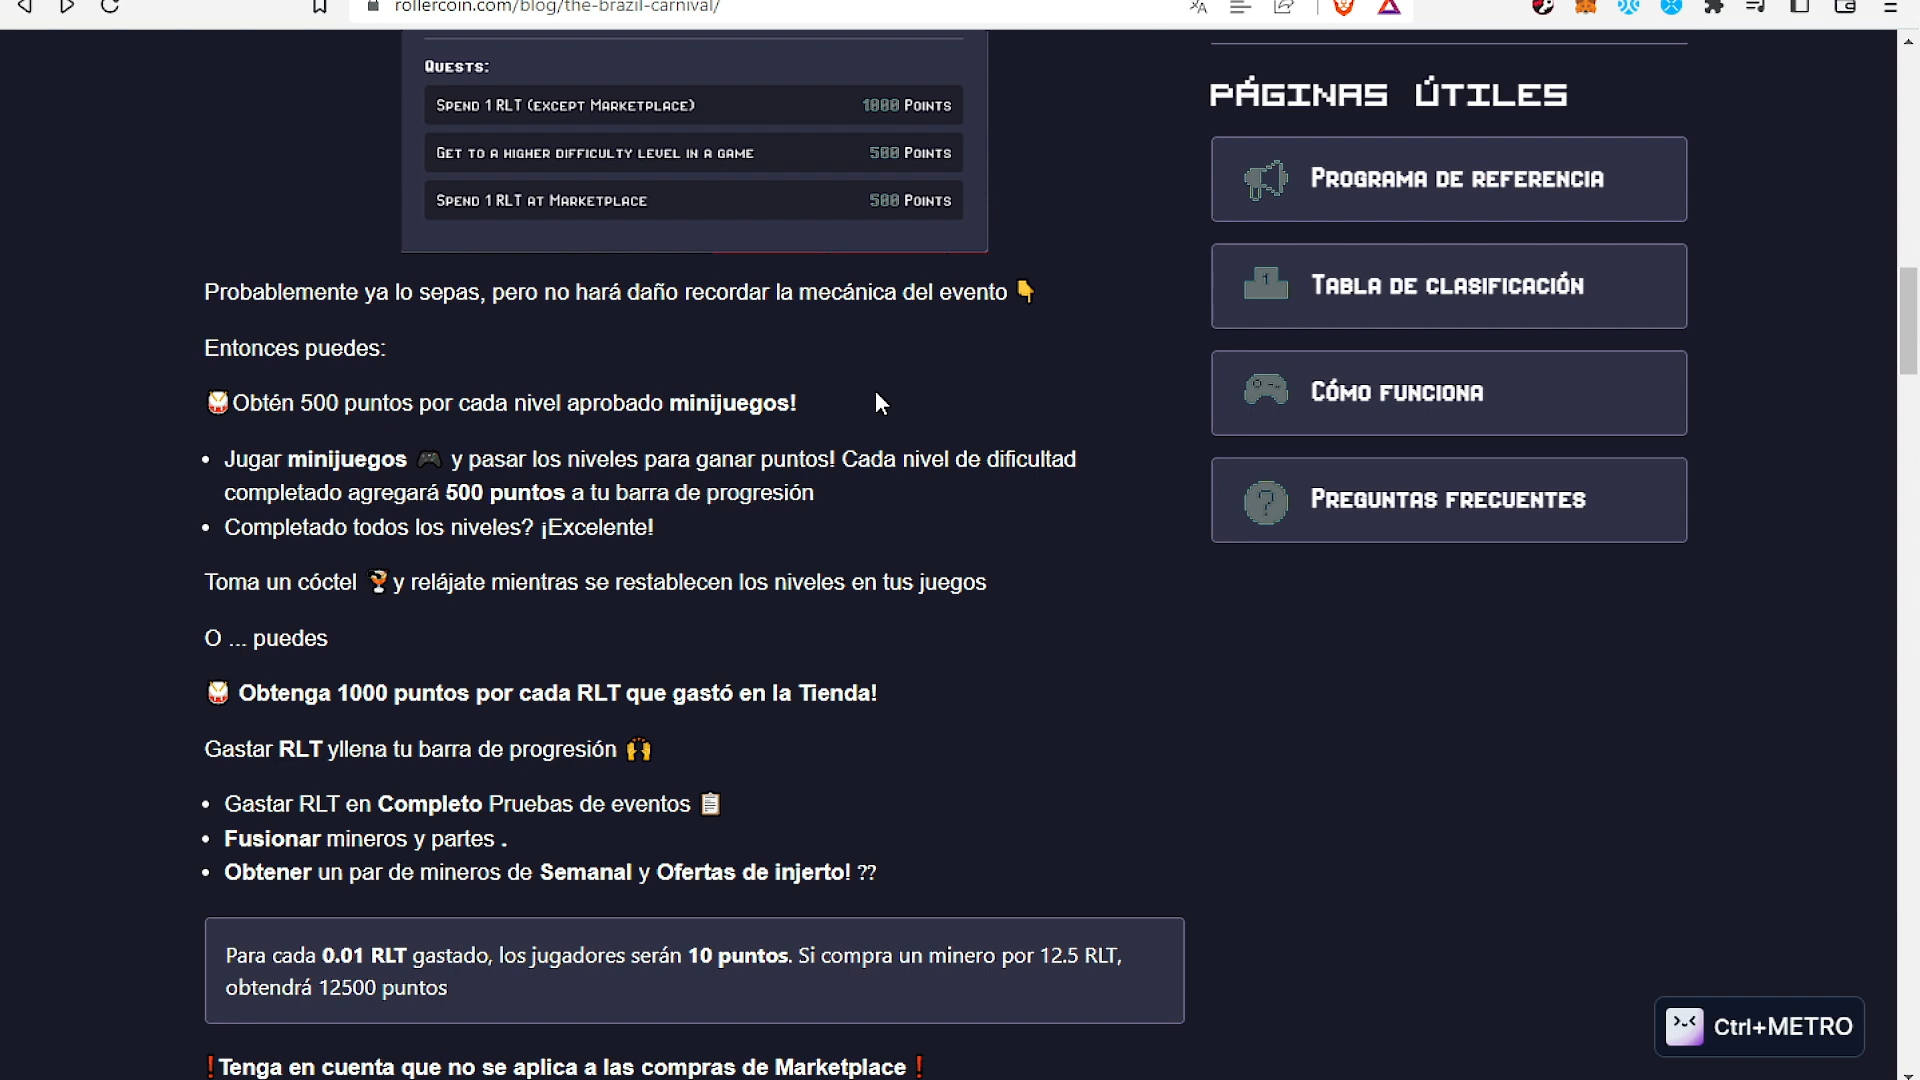 rollercoin.com/blog/the-brazil-carnival/
Quests:
Spend 1 RLT (except Marketplace) 1000 Points
Get to a higher difficulty level in a game 500 Points
Spend 1 RLT at Marketplace 500 Points
Probablemente ya lo sepas, pero no hará daño recordar la mecánica del evento 👇
Entonces puedes:
Obtén 500 puntos por cada nivel aprobado minijuegos!
• Jugar minijuegos 🎮 y pasar los niveles para ganar puntos! Cada nivel de dificultad
completado agregará 500 puntos a tu barra de progresión
• Completado todos los niveles? ¡Excelente!
Toma un cóctel 🍹y relájate mientras se restablecen los niveles en tus juegos
O ... puedes
Obtenga 1000 puntos por cada RLT que gastó en la Tienda!
Gastar RLT yllena tu barra de progresión 🙌
• Gastar RLT en Completo Pruebas de eventos 📋
• Fusionar mineros y partes .
• Obtener un par de mineros de Semanal y Ofertas de injerto! ??
Para cada 0.01 RLT gastado, los jugadores serán 10 puntos. Si compra un minero por 12.5 RLT,
obtendrá 12500 puntos
❗Tenga en cuenta que no se aplica a las compras de Marketplace❗
PÁGINAS ÚTILES
Programa de referencia
1 Tabla de clasificación
Cómo funciona
? Preguntas frecuentes
Ctrl+METRO